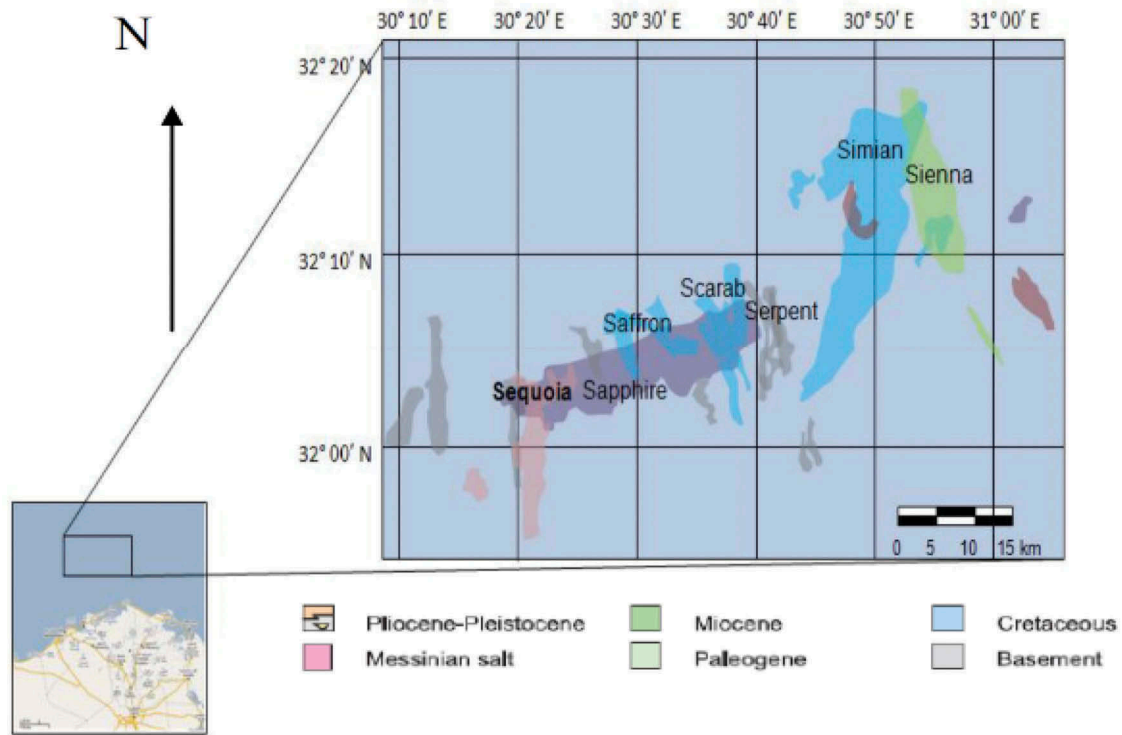 N
30° 10' E 30° 20' E 30° 30' E 30° 40' E 30° 50' E 31° 00' E
32° 20' N
Simian
Sienna
32° 10' N
Scarab
Serpent
Saffron
Sequoia Sapphire
32° 00' N
0 5 10 15 km
Pliocene-Pleistocene Miocene Cretaceous
Messinian salt Paleogene Basement